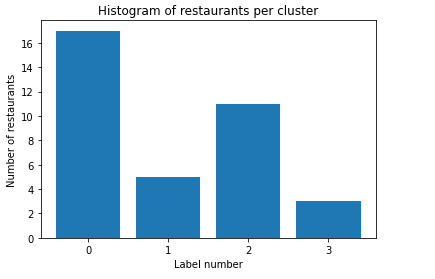 Histogram of restaurants per cluster
16
14
12
10
8
6
4
2
0
Number of restaurants
0 1 2 3
Label number